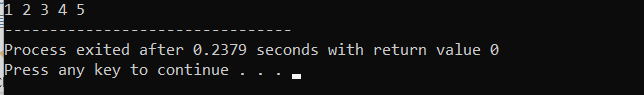 1 2 3 4 5
--------------------------------
Process exited after 0.2379 seconds with return value 0
Press any key to continue . . .